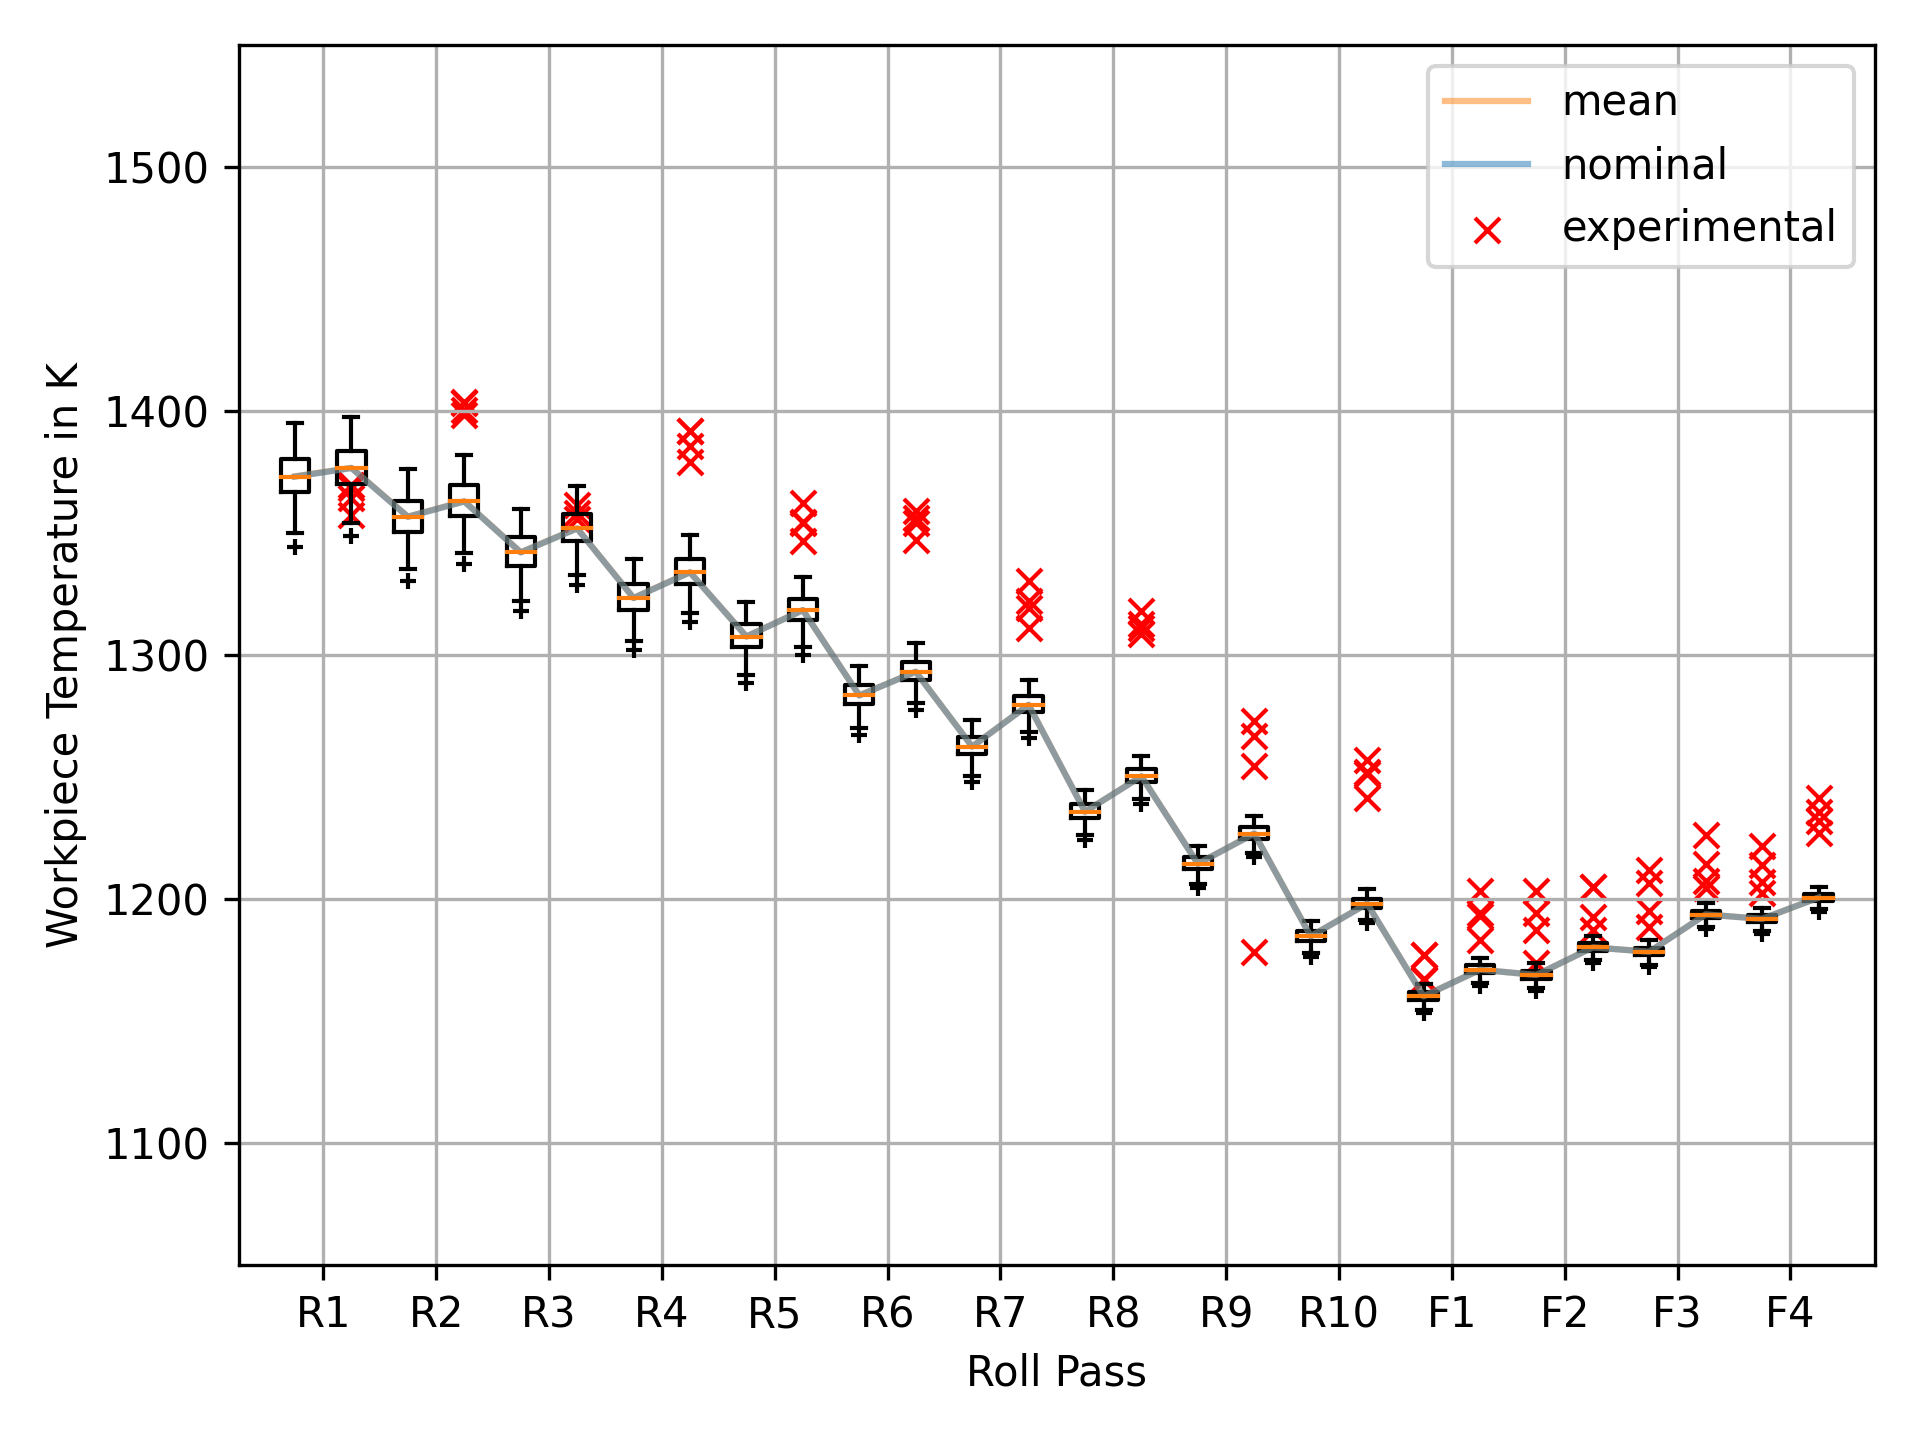 mean
nominal
experimental
1500
1400
1300
1200
1100
Workpiece Temperature in K
R1 R2 R3 R4 R5 R6 R7 R8 R9 R10 F1 F2 F3 F4
Roll Pass